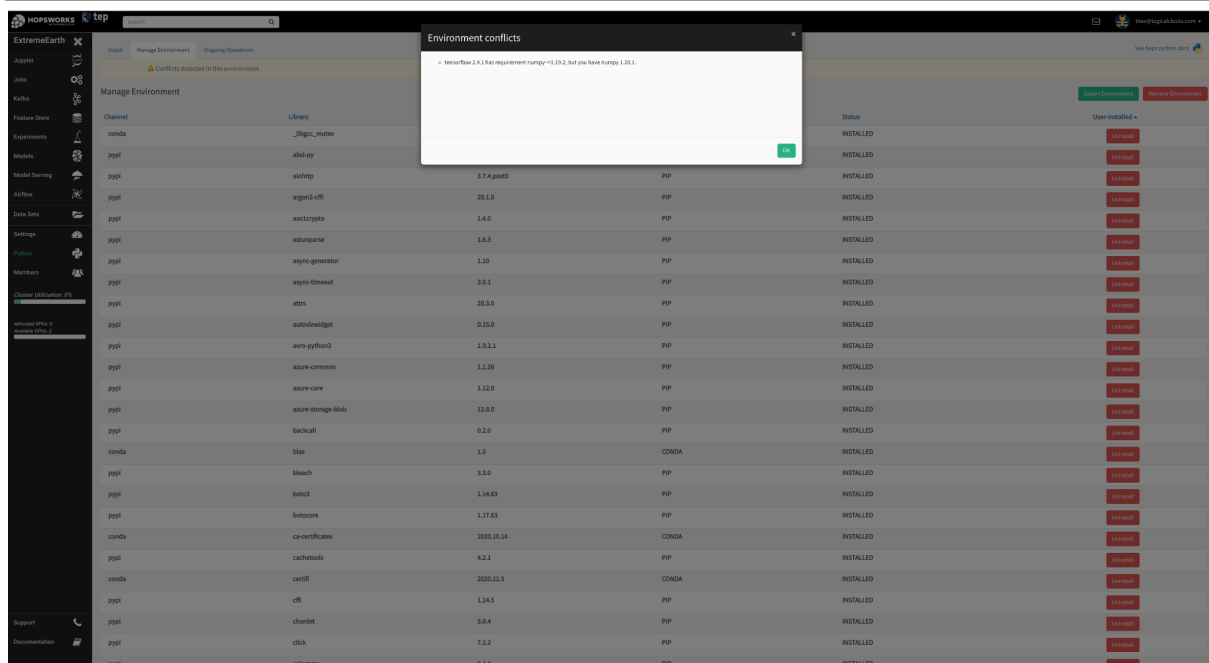 HOPSWORKS tep Search theo@logicalclocks.com
ExtremeEarth
Jupyter
Jobs
Kafka
Feature Store
Experiments
Models
Model Serving
Airflow
Data Sets
Settings
Python
Members
Cluster Utilization: 0%
Allocated GPUs: 0
Available GPUs: 2
Support
Documentation
Install Manage Environment Ongoing Operations See hops python docs
Conflicts detected in this environment
Manage Environment Export Environment Remove Environment
Environment conflicts ×
tensorflow 2.4.1 has requirement numpy~=1.19.2, but you have numpy 1.20.1.
OK
Channel Library Status User-Installed
conda _libgcc_mutex INSTALLED Uninstall
pypi absl-py INSTALLED Uninstall
pypi aiohttp 3.7.4.post0 PIP INSTALLED Uninstall
pypi argon2-cffi 20.1.0 PIP INSTALLED Uninstall
pypi asn1crypto 1.4.0 PIP INSTALLED Uninstall
pypi astunparse 1.6.3 PIP INSTALLED Uninstall
pypi async-generator 1.10 PIP INSTALLED Uninstall
pypi async-timeout 3.0.1 PIP INSTALLED Uninstall
pypi attrs 20.3.0 PIP INSTALLED Uninstall
pypi autovizwidget 0.15.0 PIP INSTALLED Uninstall
pypi avro-python3 1.9.2.1 PIP INSTALLED Uninstall
pypi azure-common 1.1.26 PIP INSTALLED Uninstall
pypi azure-core 1.12.0 PIP INSTALLED Uninstall
pypi azure-storage-blob 12.8.0 PIP INSTALLED Uninstall
pypi backcall 0.2.0 PIP INSTALLED Uninstall
conda blas 1.0 CONDA INSTALLED Uninstall
pypi bleach 3.3.0 PIP INSTALLED Uninstall
pypi boto3 1.14.63 PIP INSTALLED Uninstall
pypi botocore 1.17.63 PIP INSTALLED Uninstall
conda ca-certificates 2020.10.14 CONDA INSTALLED Uninstall
pypi cachetools 4.2.1 PIP INSTALLED Uninstall
conda certifi 2020.12.5 CONDA INSTALLED Uninstall
pypi cffi 1.14.5 PIP INSTALLED Uninstall
pypi chardet 3.0.4 PIP INSTALLED Uninstall
pypi click 7.1.2 PIP INSTALLED Uninstall